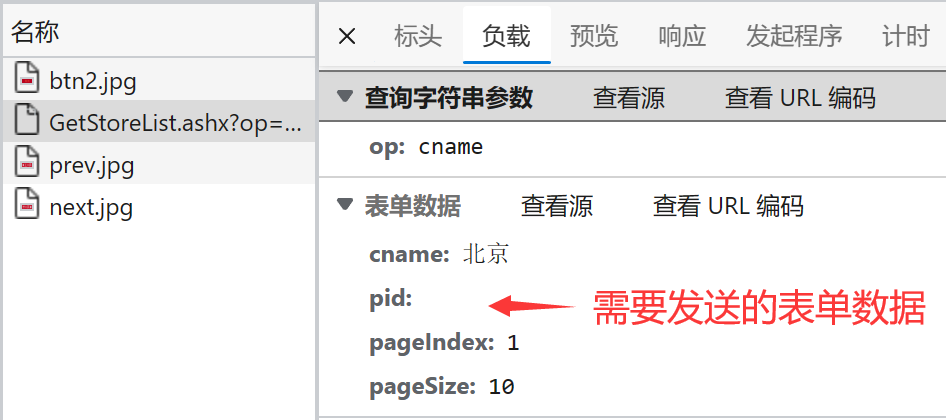 名称
btn2.jpg
GetStoreList.ashx?op=...
prev.jpg
next.jpg
标头 负载 预览 响应 发起程序 计时
查询字符串参数 查看源 查看 URL 编码
op: cname
表单数据 查看源 查看 URL 编码
cname: 北京
pid:
需要发送的表单数据
pageIndex: 1
pageSize: 10